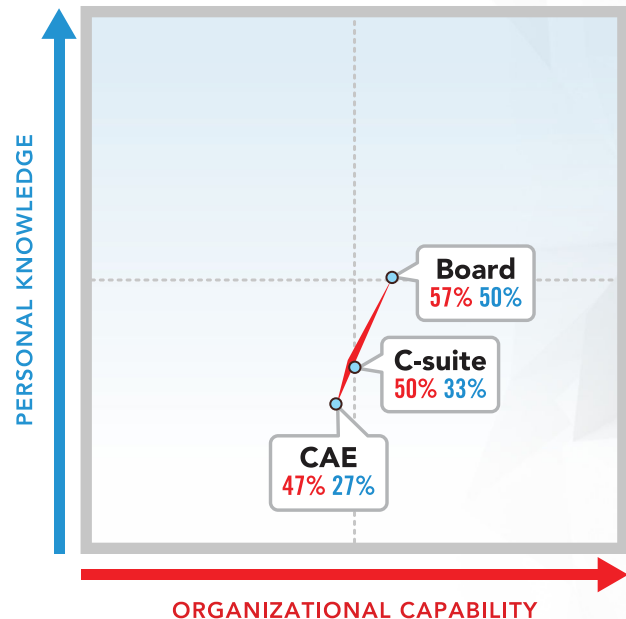 PERSONAL KNOWLEDGE
Board
57% 50%
C-suite
50% 33%
CAE
47% 27%
ORGANIZATIONAL CAPABILITY